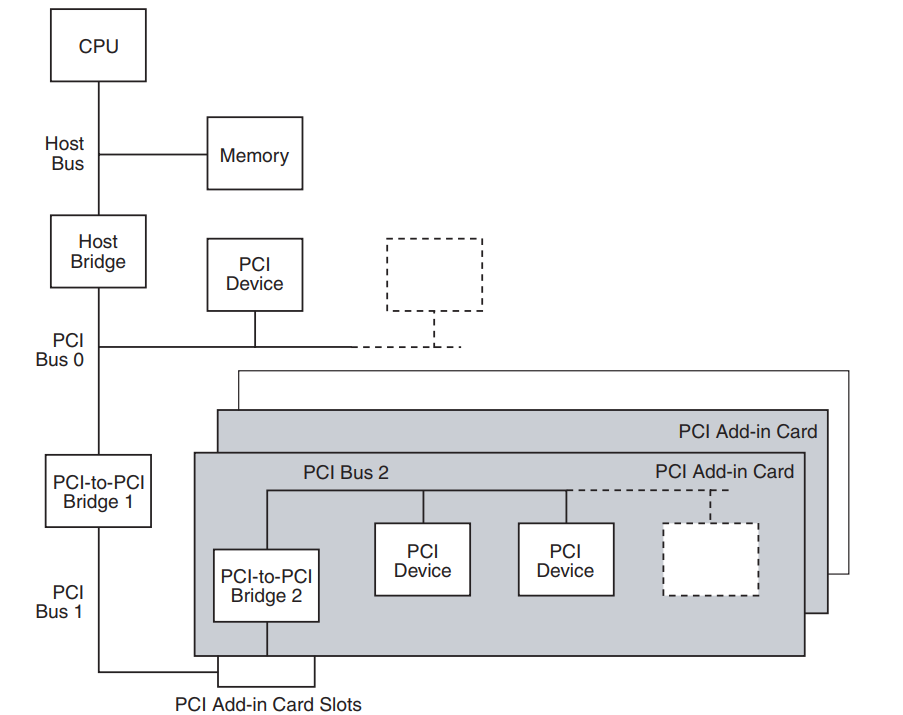 CPU
Host
Bus
Memory
Host
Bridge
PCI
Device
PCI
Bus 0
PCI Add-in Card
PCI Bus 2
PCI Add-in Card
PCI-to-PCI
Bridge 1
PCI
Device
PCI
Device
PCI-to-PCI
Bridge 2
PCI
Bus 1
PCI Add-in Card Slots